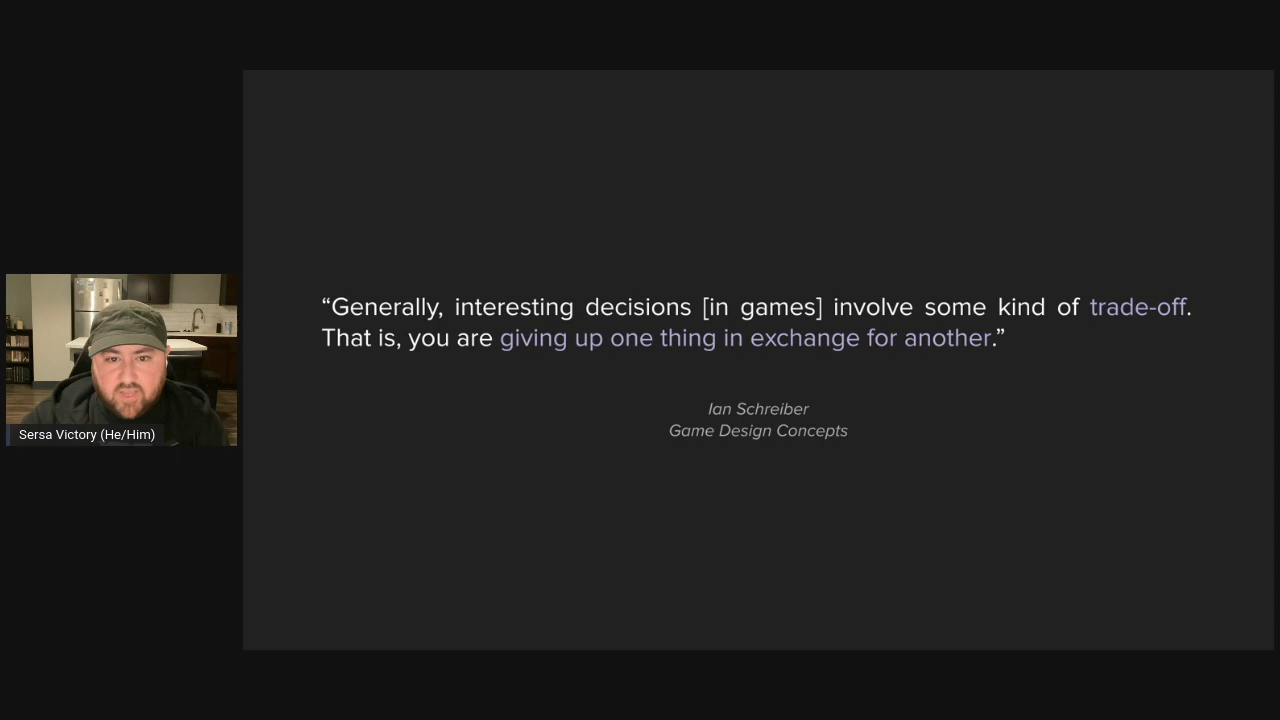 Sersa Victory (He/Him)
“Generally, interesting decisions [in games] involve some kind of trade-off.
That is, you are giving up one thing in exchange for another.”
Ian Schreiber
Game Design Concepts